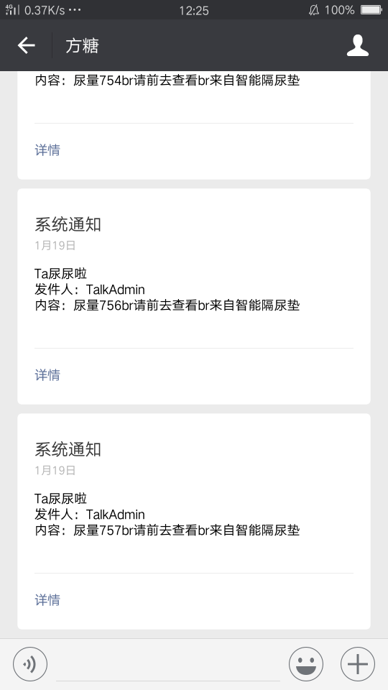 4G 0.37K/s ··· 12:25 100%
方糖
内容：尿量754br请前去查看br来自智能隔尿垫
详情
系统通知
1月19日
Ta尿尿啦
发件人：TalkAdmin
内容：尿量756br请前去查看br来自智能隔尿垫
详情
系统通知
1月19日
Ta尿尿啦
发件人：TalkAdmin
内容：尿量757br请前去查看br来自智能隔尿垫
详情